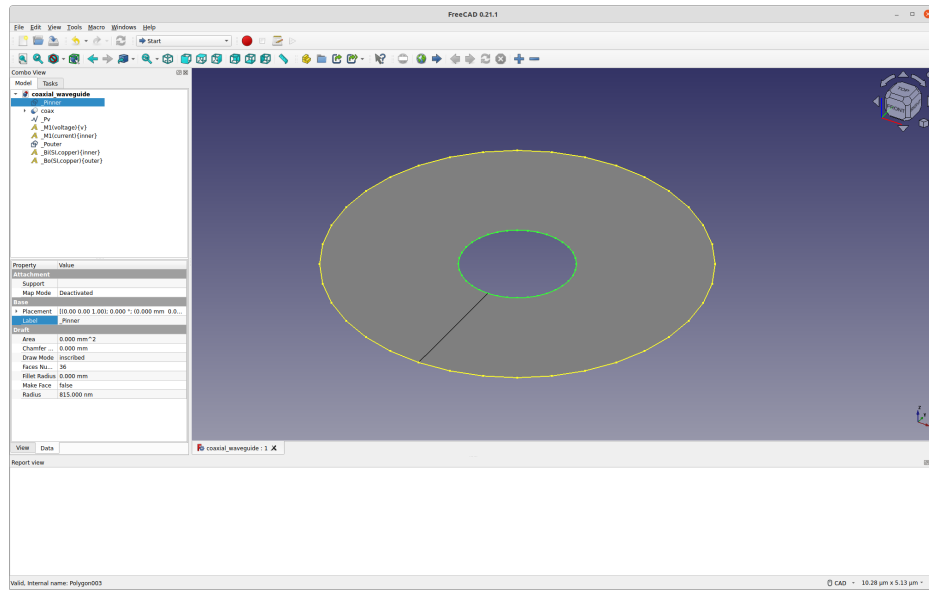 FreeCAD 0.21.1
File Edit View Tools Macro Windows Help
Start
Combo View
Model Tasks
coaxial_waveguide
_Pinner
coax
_Pv
_M1(voltage){v}
_M1(current){inner}
_Pouter
_Bi(SI,copper){inner}
_Bo(SI,copper){outer}
TOP
FRONT
Property Value
Attachment
Support
Map Mode Deactivated
Base
Placement [(0.00 0.00 1.00); 0.000 °; (0.000 mm 0.0...
Label _Pinner
Draft
Area 0.000 mm^2
Chamfer ... 0.000 mm
Draw Mode inscribed
Faces Nu... 36
Fillet Radius 0.000 mm
Make Face false
Radius 815.000 nm
View Data
coaxial_waveguide : 1
Report view
Valid, Internal name: Polygon003
CAD
10.28 µm x 5.13 µm